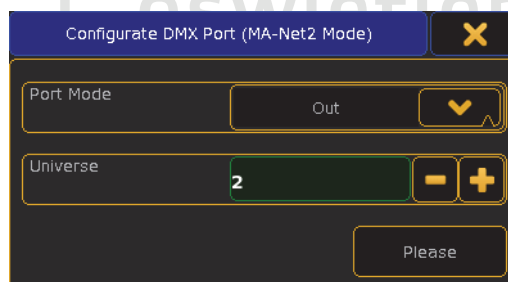 Configurate DMX Port (MA-Net2 Mode)
Port Mode
Out
Universe
2
Please